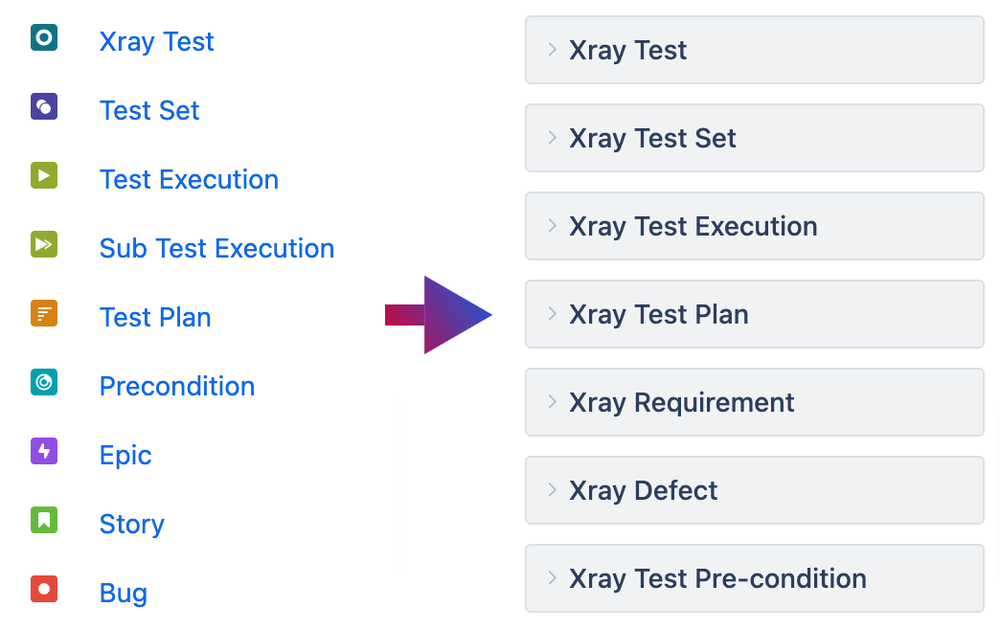 Xray Test
Test Set
Test Execution
Sub Test Execution
Test Plan
Precondition
Epic
Story
Bug
Xray Test
Xray Test Set
Xray Test Execution
Xray Test Plan
Xray Requirement
Xray Defect
Xray Test Pre-condition